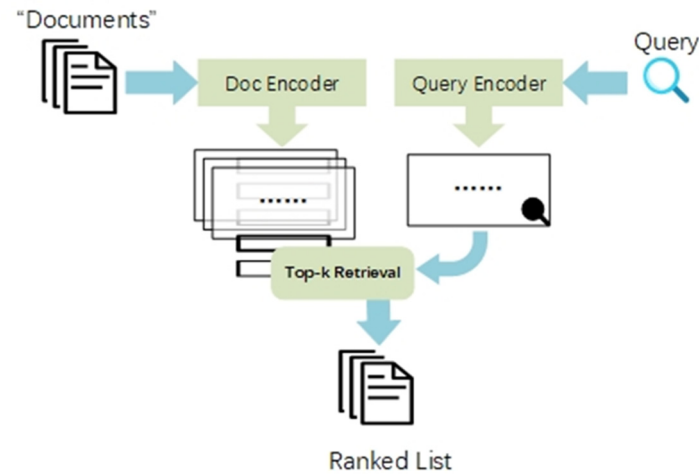 “Documents”
Query
Doc Encoder
Query Encoder
......
......
Top-k Retrieval
Ranked List